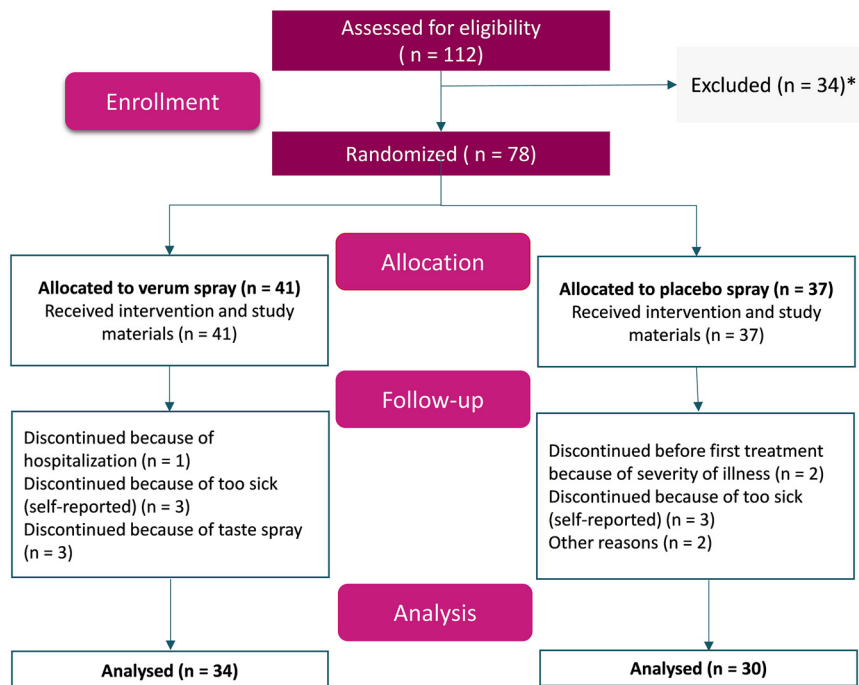 Assessed for eligibility
( n = 112)
Enrollment
Excluded (n = 34)*
Randomized ( n = 78)
Allocation
Allocated to verum spray (n = 41)
Received intervention and study
materials (n = 41)
Allocated to placebo spray (n = 37)
Received intervention and study
materials (n = 37)
Follow-up
Discontinued because of
hospitalization (n = 1)
Discontinued because of too sick
(self-reported) (n = 3)
Discontinued because of taste spray
(n = 3)
Discontinued before first treatment
because of severity of illness (n = 2)
Discontinued because of too sick
(self-reported) (n = 3)
Other reasons (n = 2)
Analysis
Analysed (n = 34)
Analysed (n = 30)